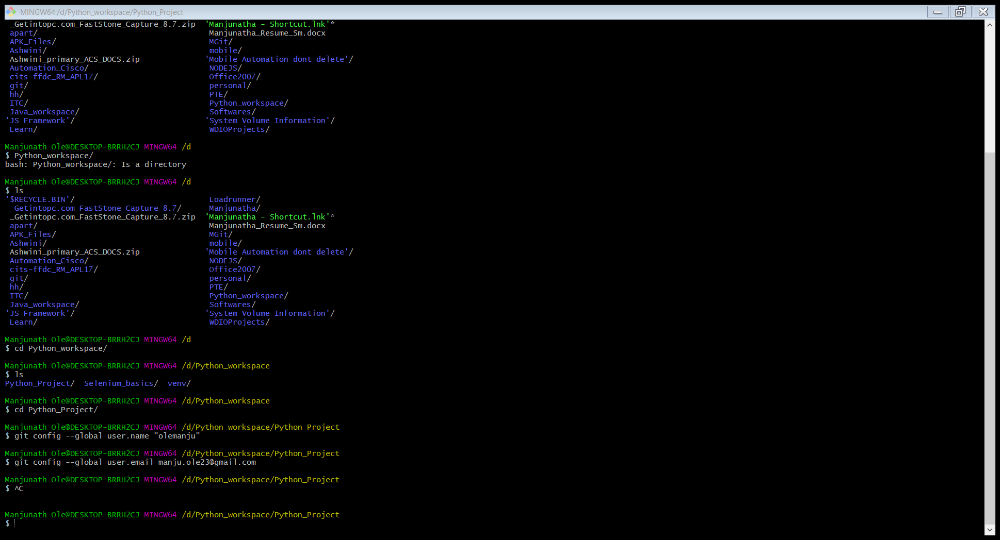 MINGW64:/d/Python_workspace/Python_Project
_Getintopc.com_FastStone_Capture_8.7.zip  'Manjunatha - Shortcut.lnk'*
apart/                                     Manjunatha_Resume_Sm.docx
APK_Files/                                 MGit/
Ashwini/                                   mobile/
Ashwini_primary_ACS_DOCS.zip              'Mobile Automation dont delete'/
Automation_Cisco/                          NODEJS/
cits-ffdc_RM_APL17/                        Office2007/
git/                                       personal/
hh/                                        PTE/
ITC/                                       Python_workspace/
Java_workspace/                            Softwares/
'JS Framework'/                            'System Volume Information'/
Learn/                                     WDIOProjects/
Manjunath Ole@DESKTOP-BRRH2CJ MINGW64 /d
$ Python_workspace/
bash: Python_workspace/: Is a directory
Manjunath Ole@DESKTOP-BRRH2CJ MINGW64 /d
$ ls
'$RECYCLE.BIN'/                             Loadrunner/
_Getintopc.com_FastStone_Capture_8.7/      Manjunatha/
_Getintopc.com_FastStone_Capture_8.7.zip  'Manjunatha - Shortcut.lnk'*
apart/                                     Manjunatha_Resume_Sm.docx
APK_Files/                                 MGit/
Ashwini/                                   mobile/
Ashwini_primary_ACS_DOCS.zip              'Mobile Automation dont delete'/
Automation_Cisco/                          NODEJS/
cits-ffdc_RM_APL17/                        Office2007/
git/                                       personal/
hh/                                        PTE/
ITC/                                       Python_workspace/
Java_workspace/                            Softwares/
'JS Framework'/                            'System Volume Information'/
Learn/                                     WDIOProjects/
Manjunath Ole@DESKTOP-BRRH2CJ MINGW64 /d
$ cd Python_workspace/
Manjunath Ole@DESKTOP-BRRH2CJ MINGW64 /d/Python_workspace
$ ls
Python_Project/  Selenium_basics/  venv/
Manjunath Ole@DESKTOP-BRRH2CJ MINGW64 /d/Python_workspace
$ cd Python_Project/
Manjunath Ole@DESKTOP-BRRH2CJ MINGW64 /d/Python_workspace/Python_Project
$ git config --global user.name "olemanju"
Manjunath Ole@DESKTOP-BRRH2CJ MINGW64 /d/Python_workspace/Python_Project
$ git config --global user.email manju.ole23@gmail.com
Manjunath Ole@DESKTOP-BRRH2CJ MINGW64 /d/Python_workspace/Python_Project
$ ^C
Manjunath Ole@DESKTOP-BRRH2CJ MINGW64 /d/Python_workspace/Python_Project
$